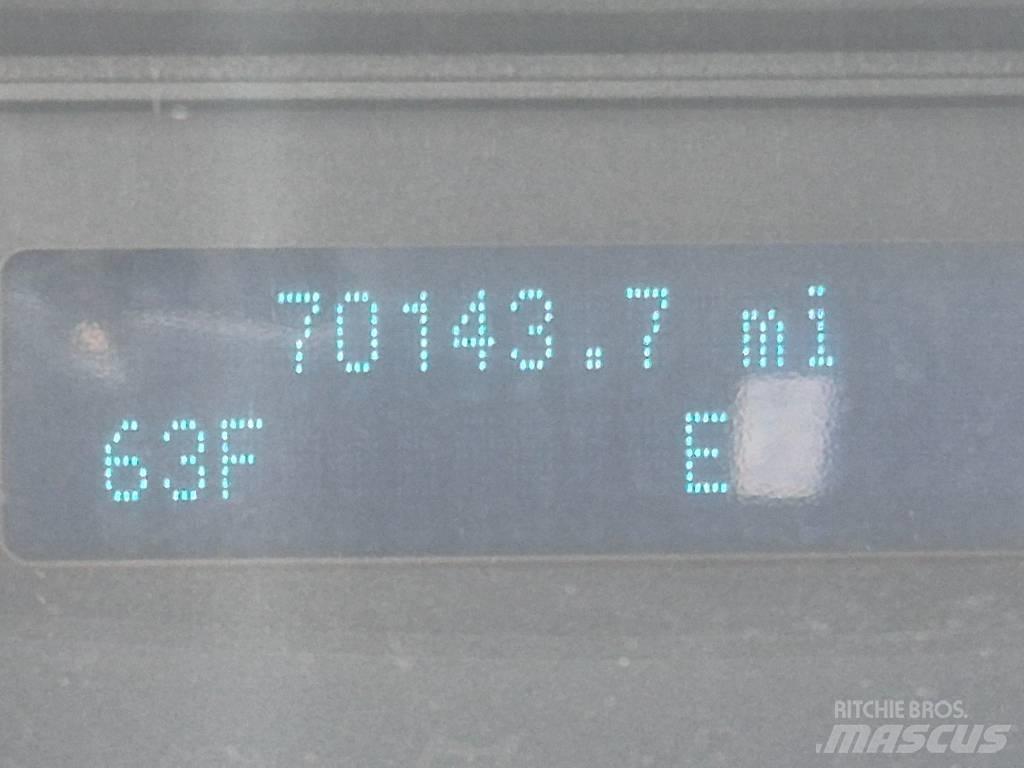 70143.7 mi
63F E
RITCHIE BROS.
MASCUS